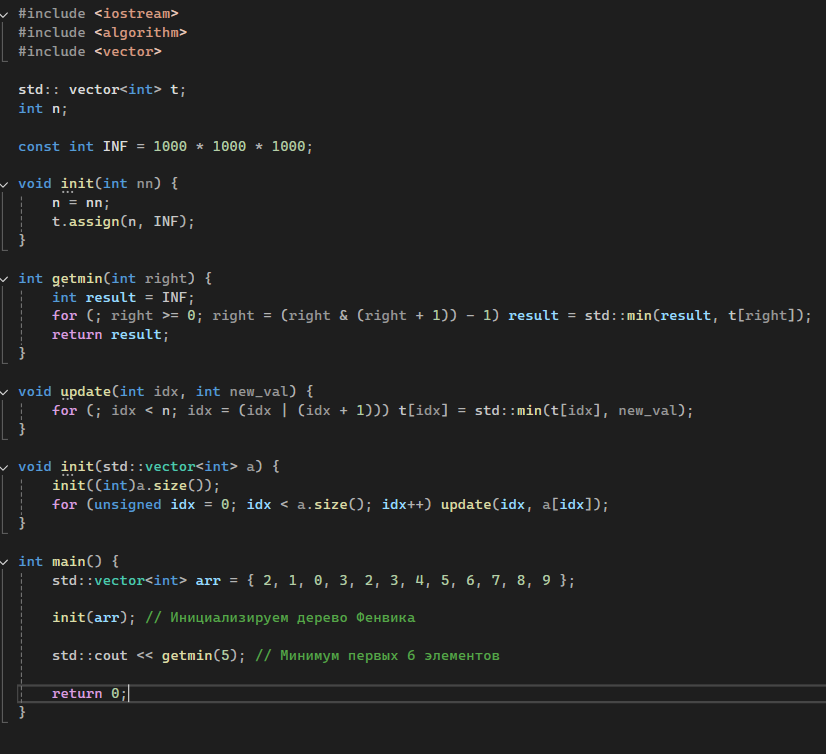 #include <iostream>
#include <algorithm>
#include <vector>
std:: vector<int> t;
int n;
const int INF = 1000 * 1000 * 1000;
void init(int nn) {
n = nn;
t.assign(n, INF);
}
int getmin(int right) {
int result = INF;
for (; right >= 0; right = (right & (right + 1)) - 1) result = std::min(result, t[right]);
return result;
}
void update(int idx, int new_val) {
for (; idx < n; idx = (idx | (idx + 1))) t[idx] = std::min(t[idx], new_val);
}
void init(std::vector<int> a) {
init((int)a.size());
for (unsigned idx = 0; idx < a.size(); idx++) update(idx, a[idx]);
}
int main() {
std::vector<int> arr = { 2, 1, 0, 3, 2, 3, 4, 5, 6, 7, 8, 9 };
init(arr); // Инициализируем дерево Фенвика
std::cout << getmin(5); // Минимум первых 6 элементов
return 0;
}